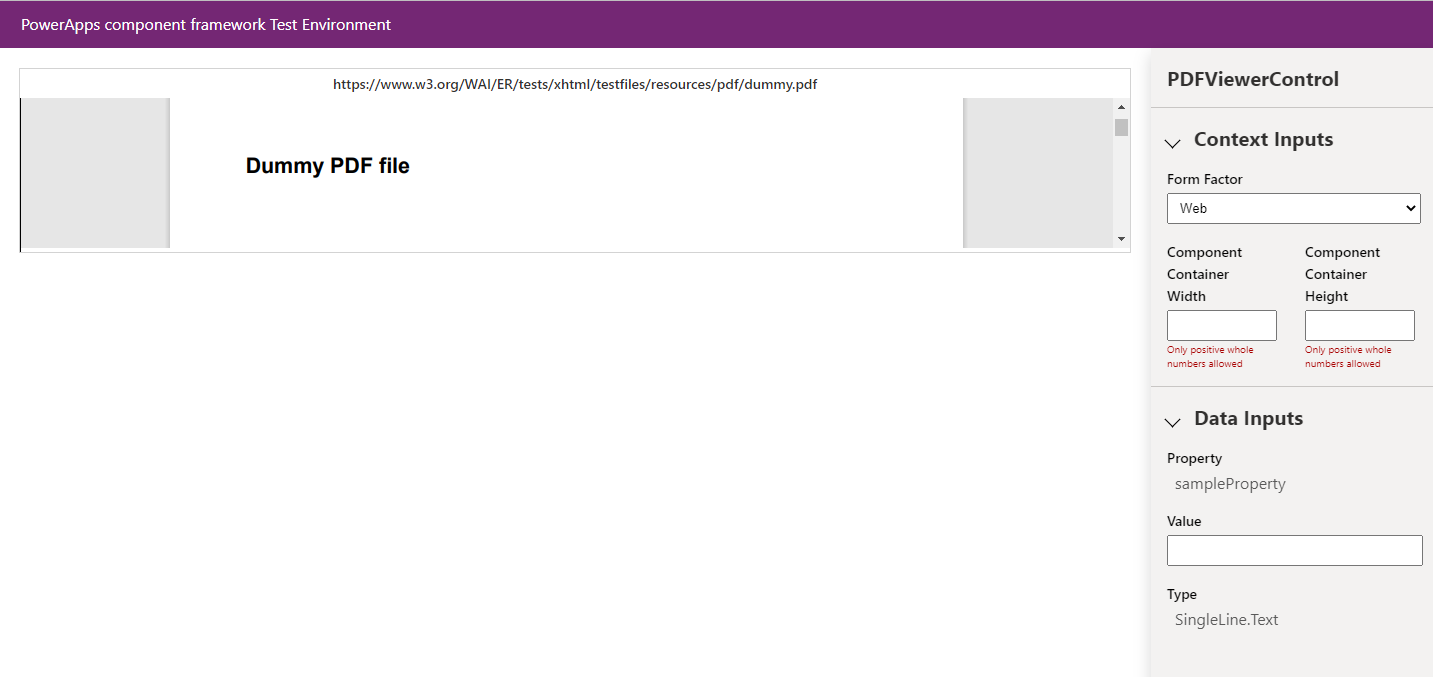 PowerApps component framework Test Environment
https://www.w3.org/WAI/ER/tests/xhtml/testfiles/resources/pdf/dummy.pdf
Dummy PDF file
PDFViewerControl
Context Inputs
Form Factor
Web
Component
Container
Width
Only positive whole
numbers allowed
Component
Container
Height
Only positive whole
numbers allowed
Data Inputs
Property
sampleProperty
Value
Type
SingleLine.Text